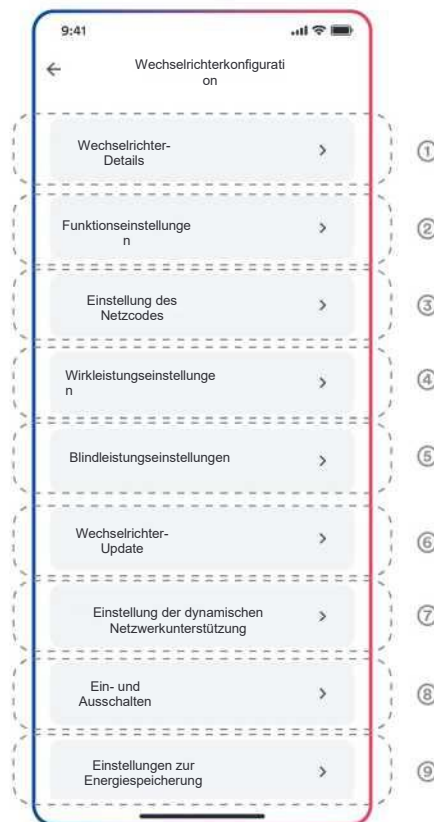 9:41
Wechselrichterkonfigurati
on
Wechselrichter-
Details
①
Funktionseinstellunge
n
②
Einstellung des
Netzcodes
③
Wirkleistungseinstellunge
n
④
Blindleistungseinstellungen
⑤
Wechselrichter-
Update
⑥
Einstellung der dynamischen
Netzwerkunterstützung
⑦
Ein- und
Ausschalten
⑧
Einstellungen zur
Energiespeicherung
⑨